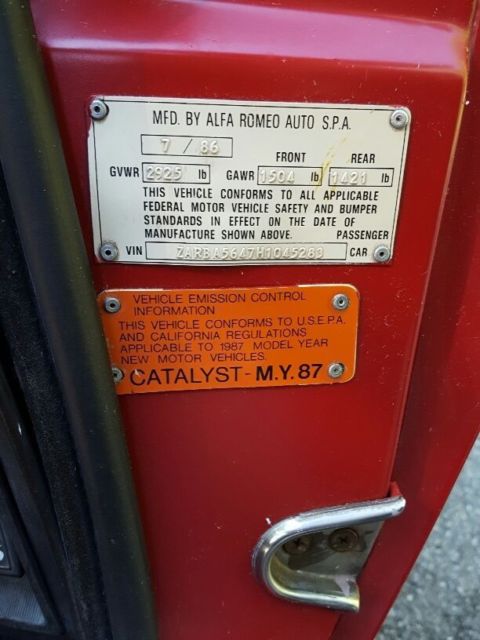 MFD. BY ALFA ROMEO AUTO S.P.A.
7 / 86 FRONT REAR
GVWR 2925 lb GAWR 1504 lb 1421 lb
THIS VEHICLE CONFORMS TO ALL APPLICABLE
FEDERAL MOTOR VEHICLE SAFETY AND BUMPER
STANDARDS IN EFFECT ON THE DATE OF
MANUFACTURE SHOWN ABOVE. PASSENGER
VIN ZARBA5647H1045283 CAR
VEHICLE EMISSION CONTROL
INFORMATION
THIS VEHICLE CONFORMS TO U.S.E.P.A.
AND CALIFORNIA REGULATIONS
APPLICABLE TO 1987 MODEL YEAR
NEW MOTOR VEHICLES.
CATALYST - M.Y. 87